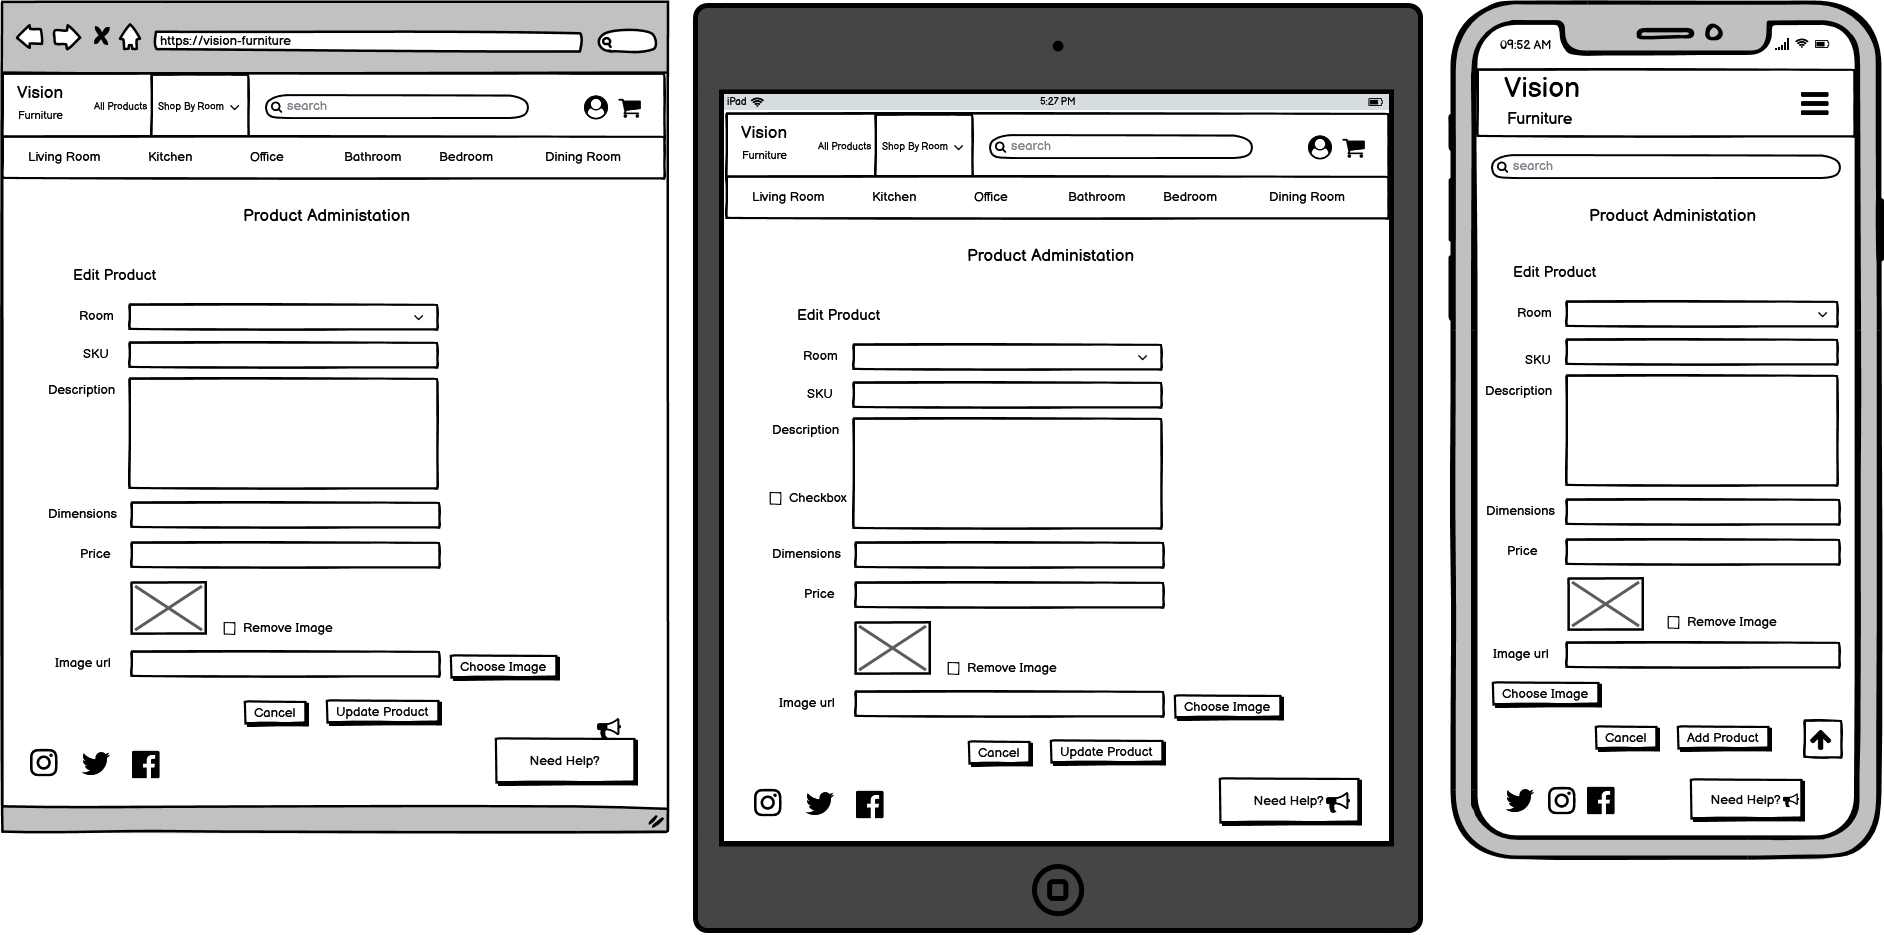 https://vision-furniture
Vision
Furniture
All Products
Shop By Room
search
Living Room
Kitchen
Office
Bathroom
Bedroom
Dining Room
Product Administation
Edit Product
Room
SKU
Description
Dimensions
Price
Remove Image
Image url
Choose Image
Cancel
Update Product
Need Help?
iPad
5:27 PM
Vision
Furniture
All Products
Shop By Room
search
Living Room
Kitchen
Office
Bathroom
Bedroom
Dining Room
Product Administation
Edit Product
Room
SKU
Description
Checkbox
Dimensions
Price
Remove Image
Image url
Choose Image
Cancel
Update Product
Need Help?
09:52 AM
Vision
Furniture
search
Product Administation
Edit Product
Room
SKU
Description
Dimensions
Price
Remove Image
Image url
Choose Image
Cancel
Add Product
Need Help?